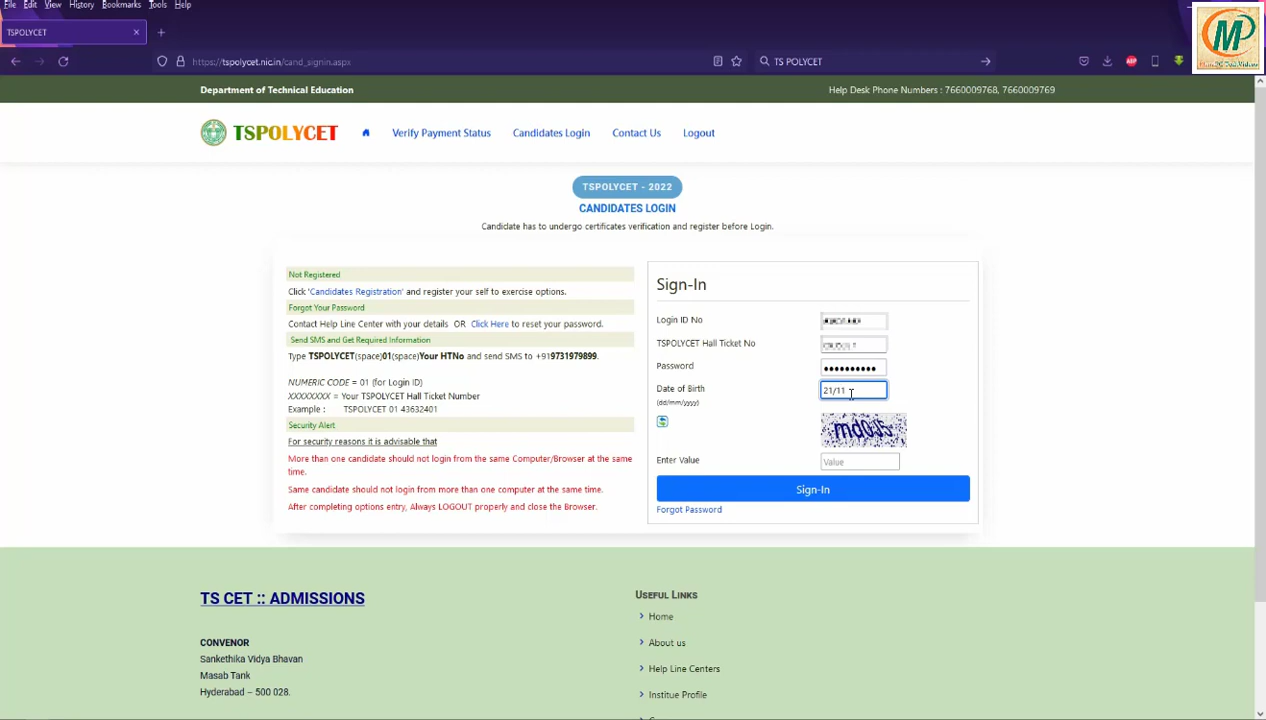 File Edit View History Bookmarks Tools Help
TSPOLYCET
https://tspolycet.nic.in/cand_signin.aspx
TS POLYCET
MP
Department of Technical Education
Help Desk Phone Numbers : 7660009768, 7660009769
TSPOLYCET
Verify Payment Status
Candidates Login
Contact Us
Logout
TSPOLYCET - 2022
CANDIDATES LOGIN
Candidate has to undergo certificates verification and register before Login.
Not Registered
Click 'Candidates Registration' and register your self to exercise options.
Forgot Your Password
Contact Help Line Center with your details OR Click Here to reset your password.
Send SMS and Get Required Information
Type TSPOLYCET(space)01(space)Your HTNo and send SMS to +919731979899.
NUMERIC CODE = 01 (for Login ID)
XXXXXXXX = Your TSPOLYCET Hall Ticket Number
Example : TSPOLYCET 01 43632401
Security Alert
For security reasons it is advisable that
More than one candidate should not login from the same Computer/Browser at the same
time.
Same candidate should not login from more than one computer at the same time.
After completing options entry, Always LOGOUT properly and close the Browser.
Sign-In
Login ID No
TSPOLYCET Hall Ticket No
Password
Date of Birth
21/11
(dd/mm/yyyy)
Enter Value
Value
Sign-In
Forgot Password
TS CET :: ADMISSIONS
CONVENOR
Sankethika Vidya Bhavan
Masab Tank
Hyderabad – 500 028.
USEFUL LINKS
Home
About us
Help Line Centers
Institue Profile